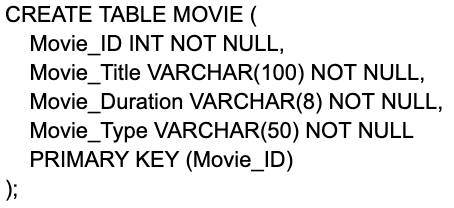 CREATE TABLE MOVIE (
Movie_ID INT NOT NULL,
Movie_Title VARCHAR(100) NOT NULL,
Movie_Duration VARCHAR(8) NOT NULL,
Movie_Type VARCHAR(50) NOT NULL
PRIMARY KEY (Movie_ID)
);